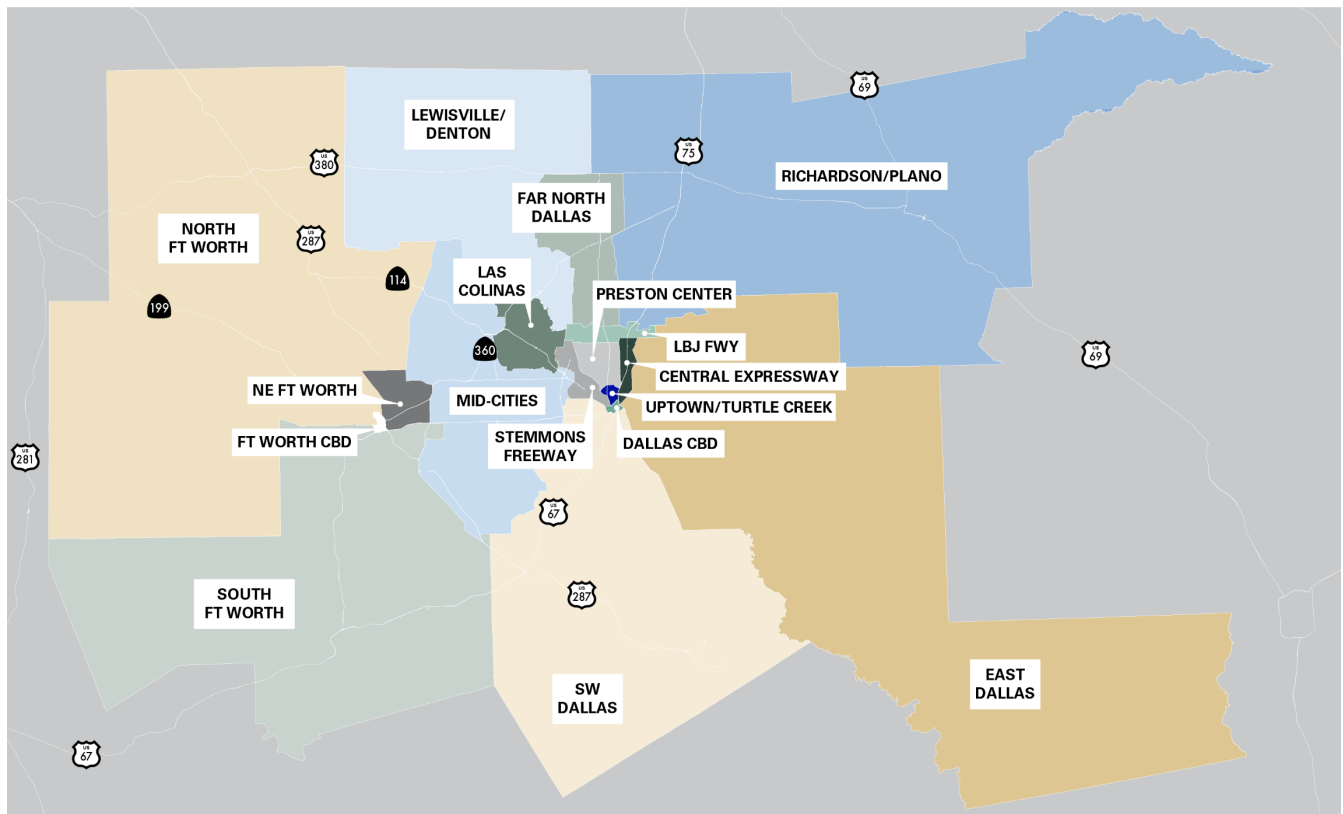 US
69
LEWISVILLE/
DENTON
US
75
US
380
RICHARDSON/PLANO
FAR NORTH
DALLAS
NORTH
FT WORTH
US
287
LAS
COLINAS
114
PRESTON CENTER
199
LBJ FWY
360
US
69
CENTRAL EXPRESSWAY
NE FT WORTH
MID-CITIES
UPTOWN/TURTLE CREEK
FT WORTH CBD
STEMMONS
FREEWAY
DALLAS CBD
US
281
US
67
US
287
SOUTH
FT WORTH
EAST
DALLAS
SW
DALLAS
US
67